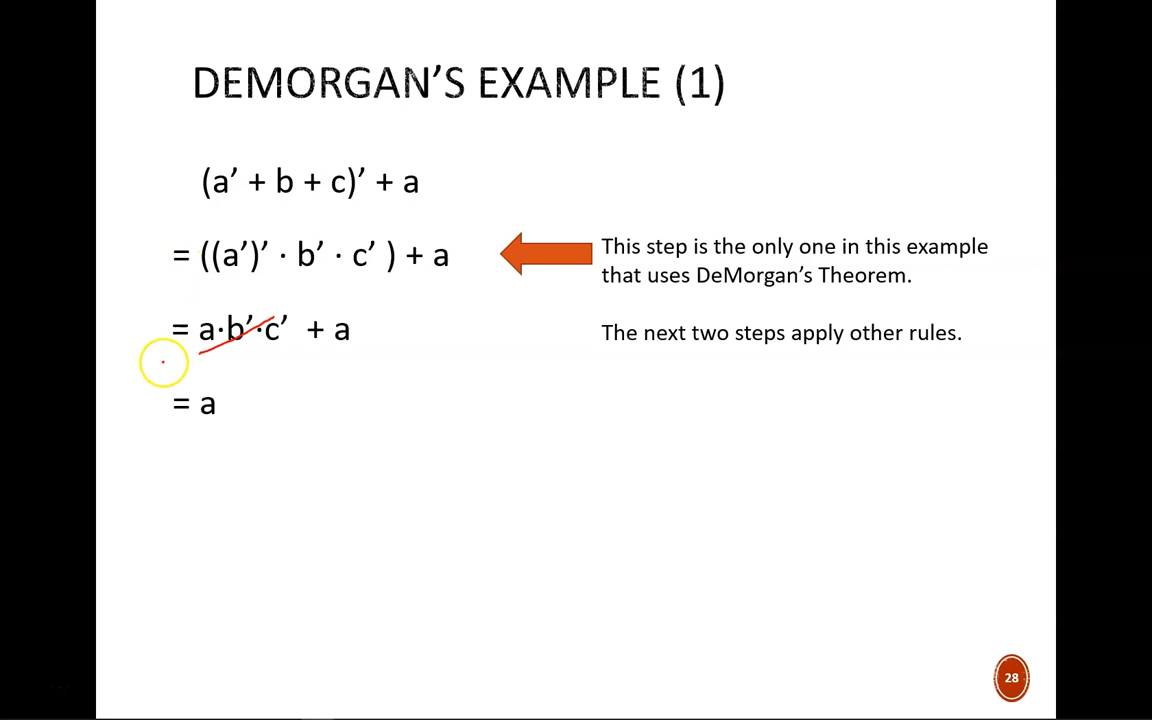 DEMORGAN’S EXAMPLE (1)
(a’ + b + c)’ + a
= ((a’)’ · b’ · c’ ) + a
This step is the only one in this example
that uses DeMorgan’s Theorem.
= a·b’·c’ + a
The next two steps apply other rules.
= a
28